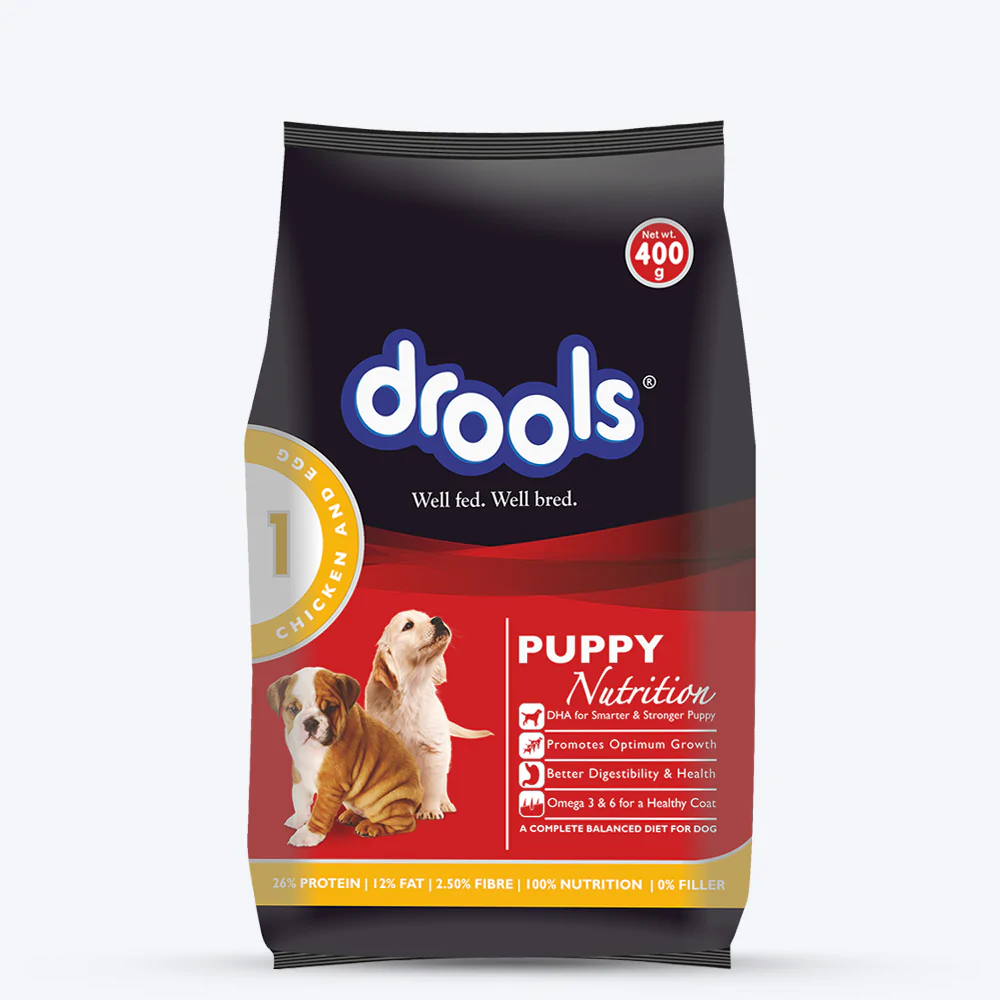 Net wt.
400
g
drools®
Well fed. Well bred.
1
CHICKEN AND EGG
PUPPY
Nutrition
DHA for Smarter & Stronger Puppy
Promotes Optimum Growth
Better Digestibility & Health
Omega 3 & 6 for a Healthy Coat
A COMPLETE BALANCED DIET FOR DOG
26% PROTEIN | 12% FAT | 2.50% FIBRE | 100% NUTRITION | 0% FILLER